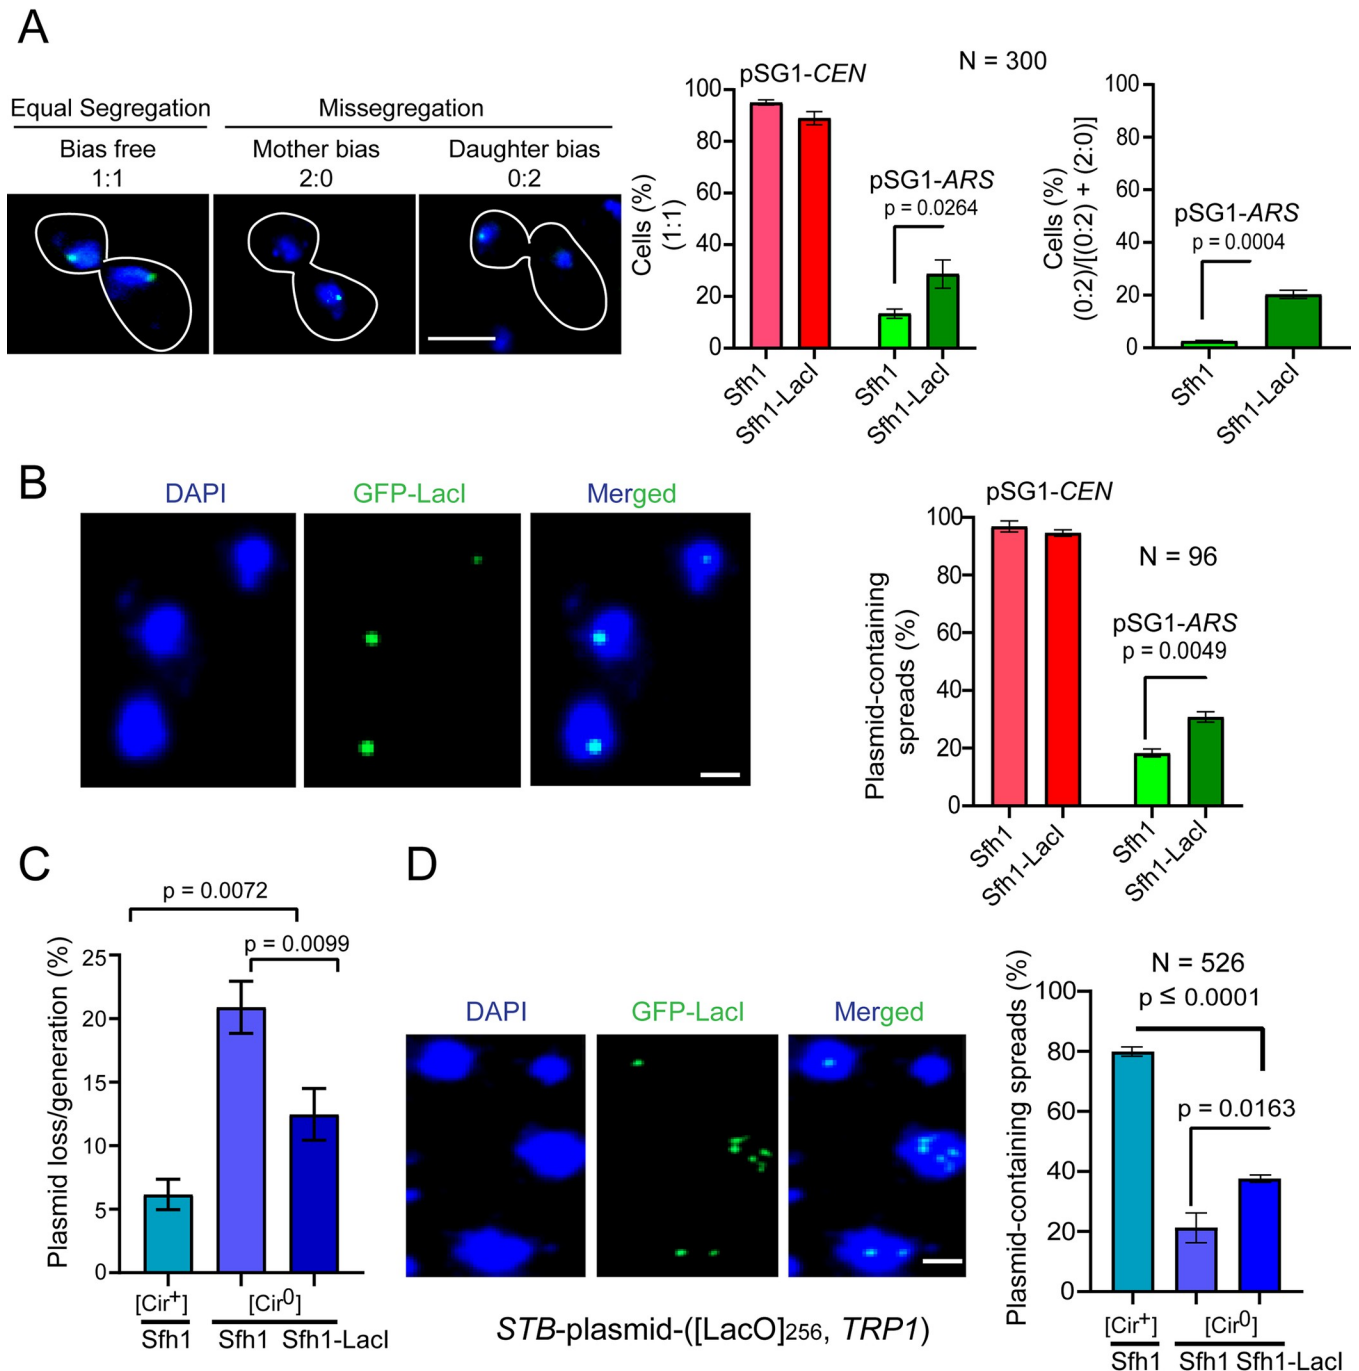 A
Equal Segregation
Missegregation
Bias free
Mother bias
Daughter bias
1:1
2:0
0:2
pSG1-CEN
N = 300
Cells (%)
(1:1)
100
80
60
40
20
0
pSG1-ARS
p = 0.0264
Sfh1
Sfh1-LacI
Sfh1
Sfh1-LacI
Cells (%)
(0:2)/[(0:2) + (2:0)]
100
80
60
40
20
0
pSG1-ARS
p = 0.0004
Sfh1
Sfh1-LacI
B
DAPI
GFP-LacI
Merged
pSG1-CEN
Plasmid-containing
spreads (%)
100
80
60
40
20
0
N = 96
pSG1-ARS
p = 0.0049
Sfh1
Sfh1-LacI
Sfh1
Sfh1-LacI
C
p = 0.0072
p = 0.0099
Plasmid loss/generation (%)
25
20
15
10
5
0
[Cir+]
[Cir0]
Sfh1
Sfh1
Sfh1-LacI
D
DAPI
GFP-LacI
Merged
STB-plasmid-([LacO]256, TRP1)
N = 526
p ≤ 0.0001
p = 0.0163
Plasmid-containing spreads (%)
100
80
60
40
20
0
[Cir+]
[Cir0]
Sfh1
Sfh1
Sfh1-LacI